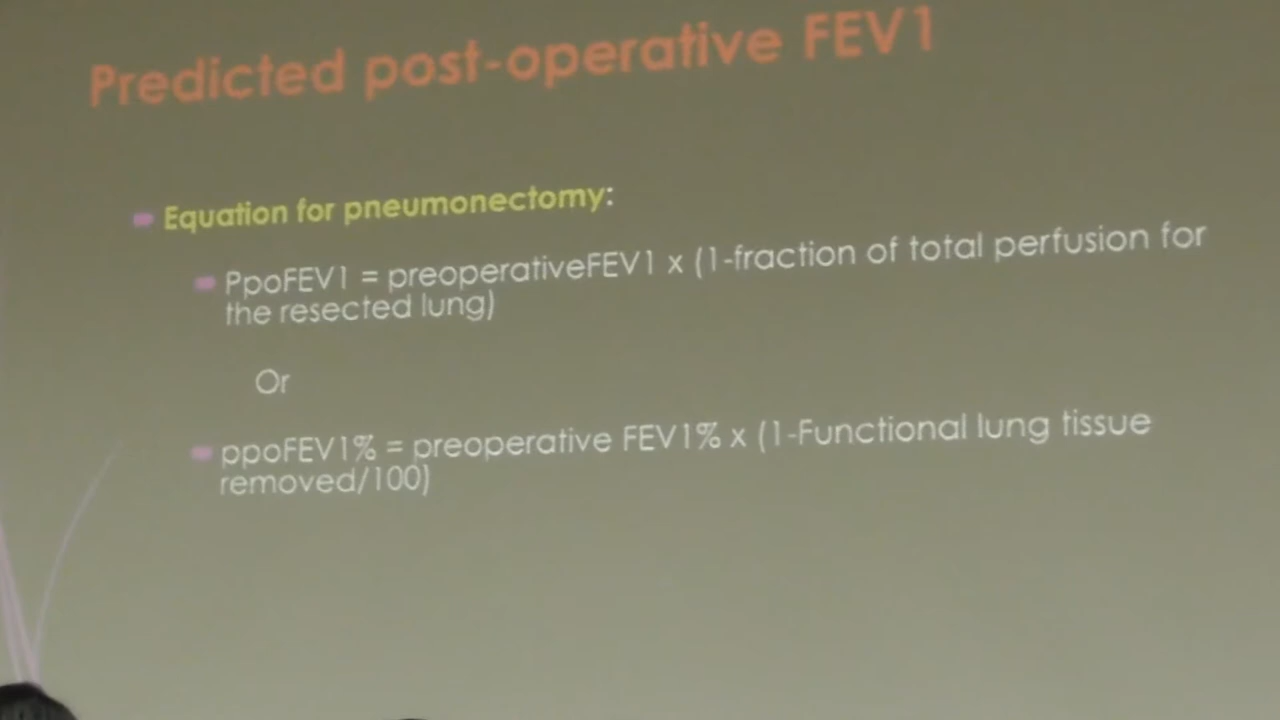 Predicted post-operative FEV1
Equation for pneumonectomy:
PpoFEV1 = preoperativeFEV1 x (1-fraction of total perfusion for
the resected lung)
Or
ppoFEV1% = preoperative FEV1% x (1-Functional lung tissue
removed/100)